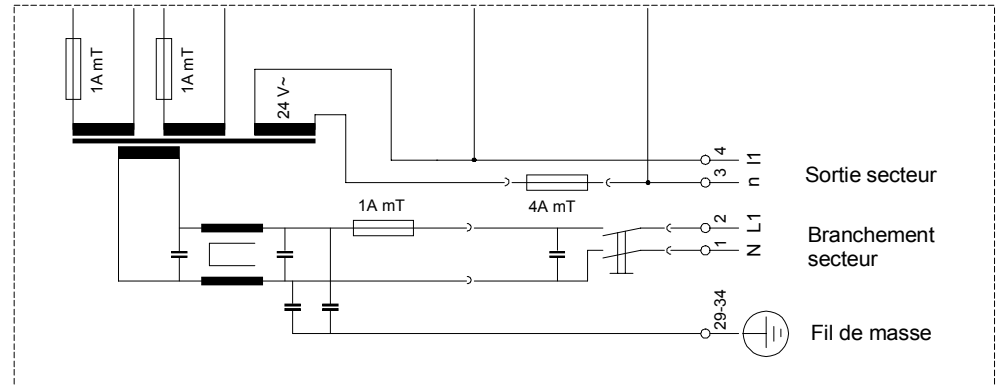 1A mT
1A mT
24 V~
4 l1
3 n
Sortie secteur
1A mT
4A mT
2 L1
1 N
Branchement
secteur
29-34
Fil de masse